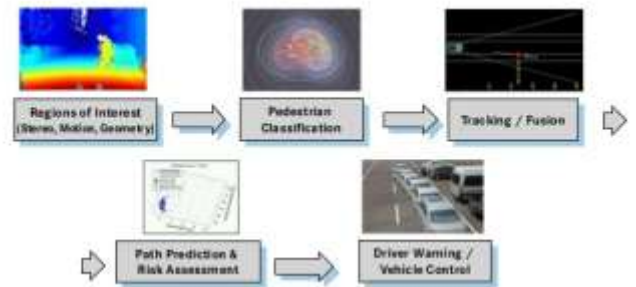 Regions of Interest
(Stereo, Motion, Geometry)
Pedestrian
Classification
Tracking / Fusion
Path Prediction &
Risk Assessment
Driver Warning /
Vehicle Control